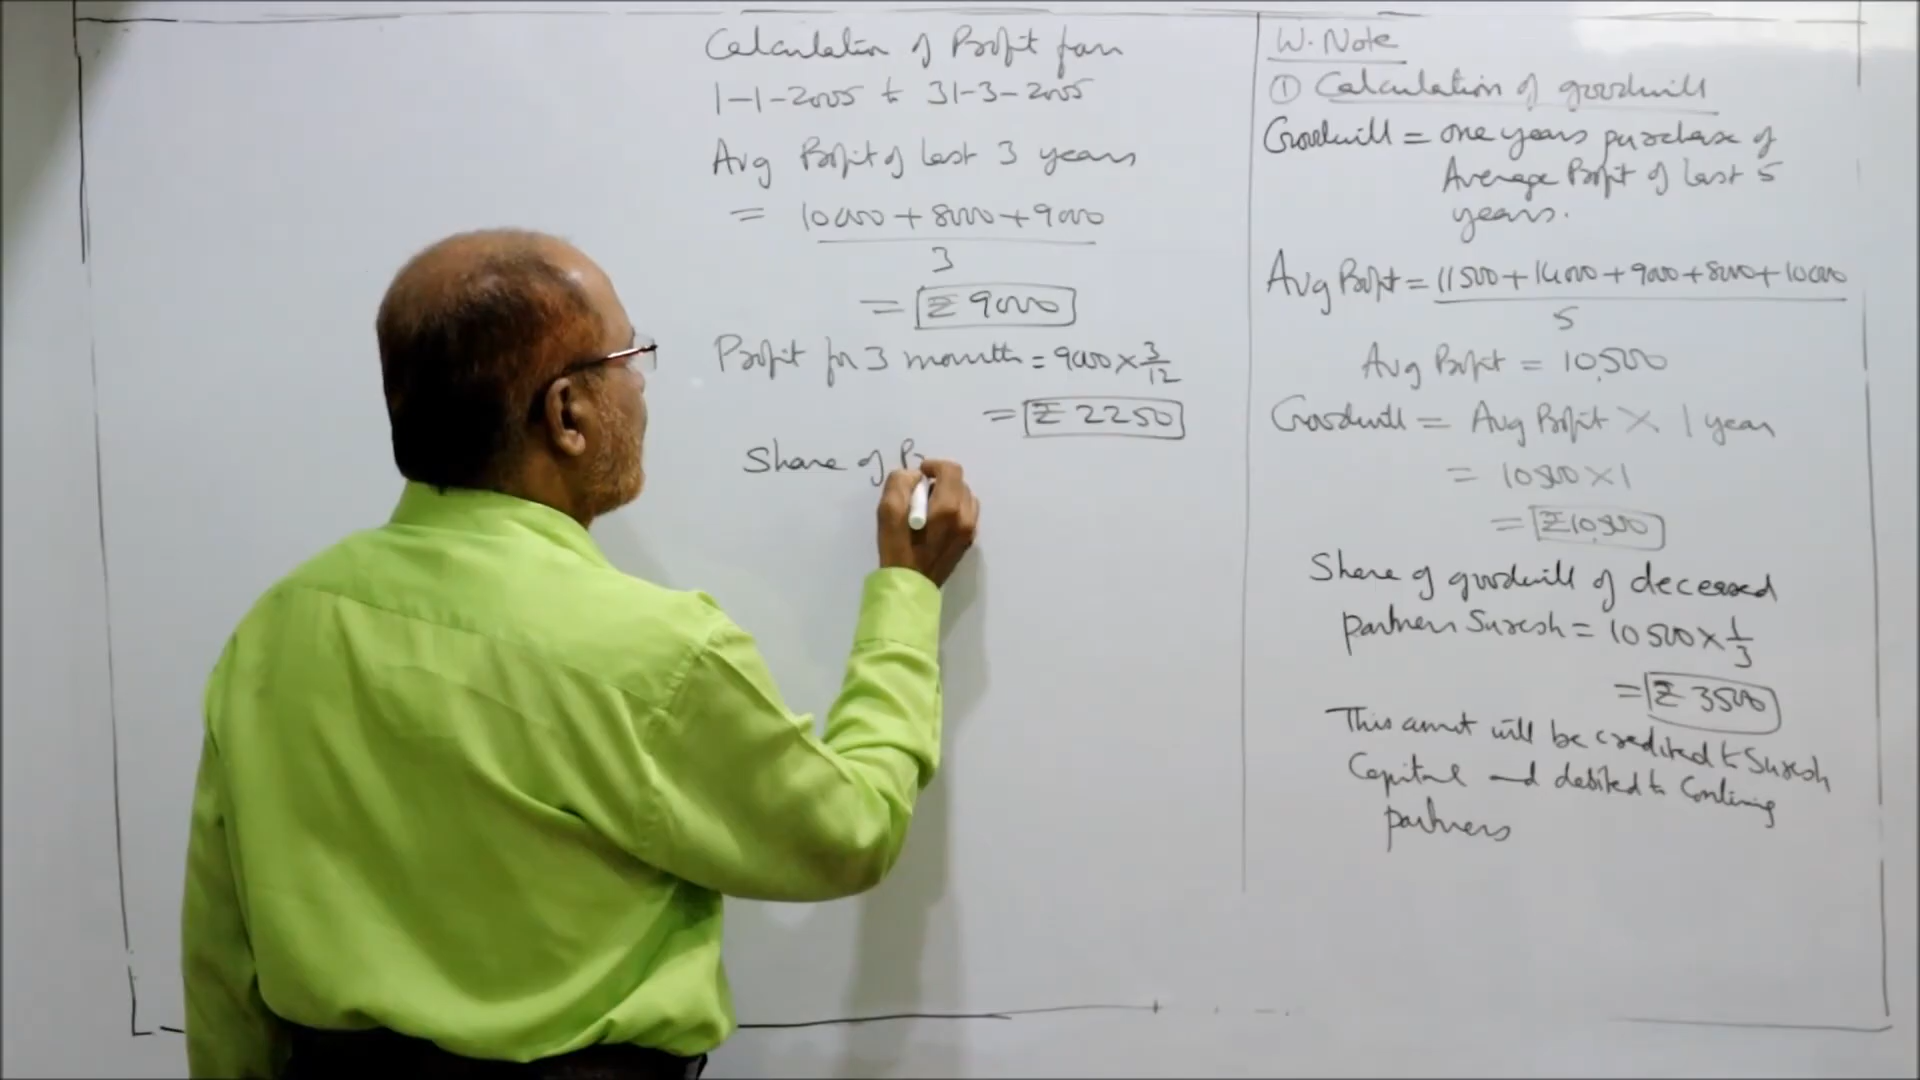 Calculation of Profit from
1-1-2005 to 31-3-2005
Avg Profit of last 3 years
= 10000 + 8000 + 9000
3
= ₹ 9000
Profit for 3 month = 9000 × 3/12
= ₹ 2250
Share of Pr
W. Note
① Calculation of goodwill
Goodwill = one years purchase of
Average Profit of last 5
years.
Avg Profit = 11500 + 14000 + 9000 + 8000 + 10000
5
Avg Profit = 10,500
Goodwill = Avg Profit × 1 year
= 10500 × 1
= ₹ 10,500
Share of goodwill of deceased
partners Suresh = 10500 × 1/3
= ₹ 3500
This amt will be credited to Suresh
Capital and debited to Continuing
partners